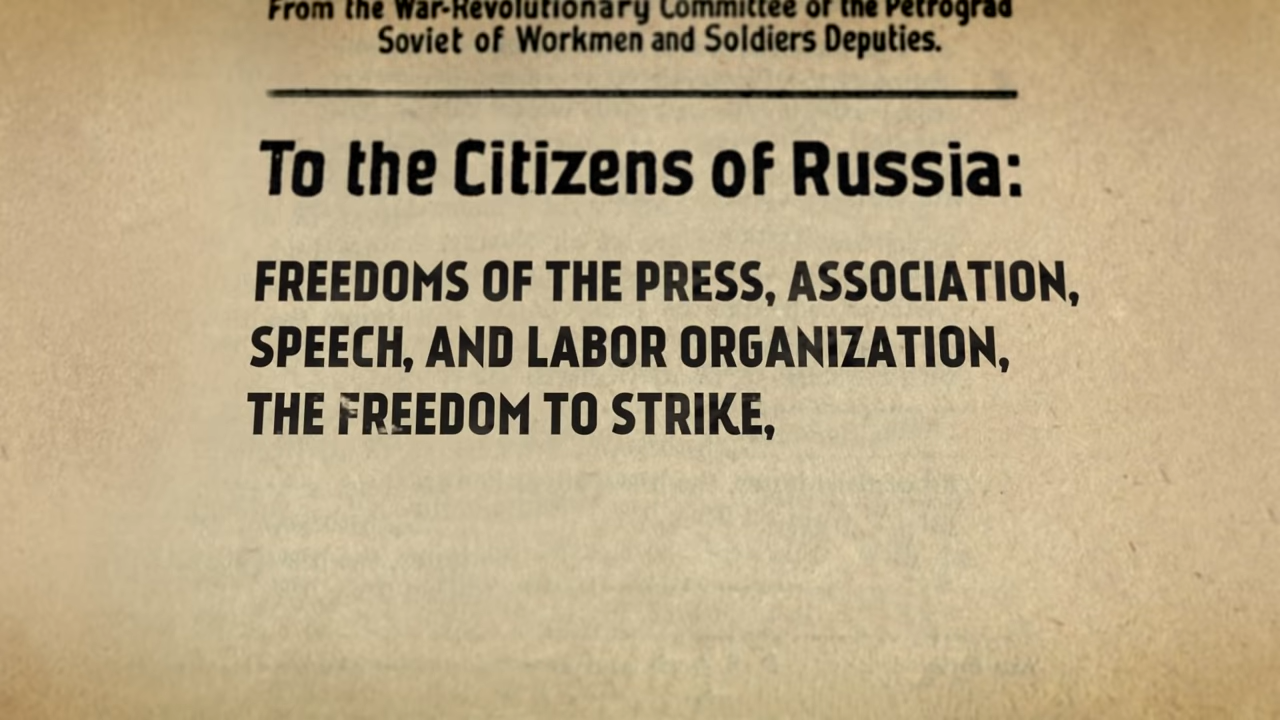 From the War-Revolutionary Committee of the Petrograd
Soviet of Workmen and Soldiers Deputies.
To the Citizens of Russia:
FREEDOMS OF THE PRESS, ASSOCIATION,
SPEECH, AND LABOR ORGANIZATION,
THE FREEDOM TO STRIKE,